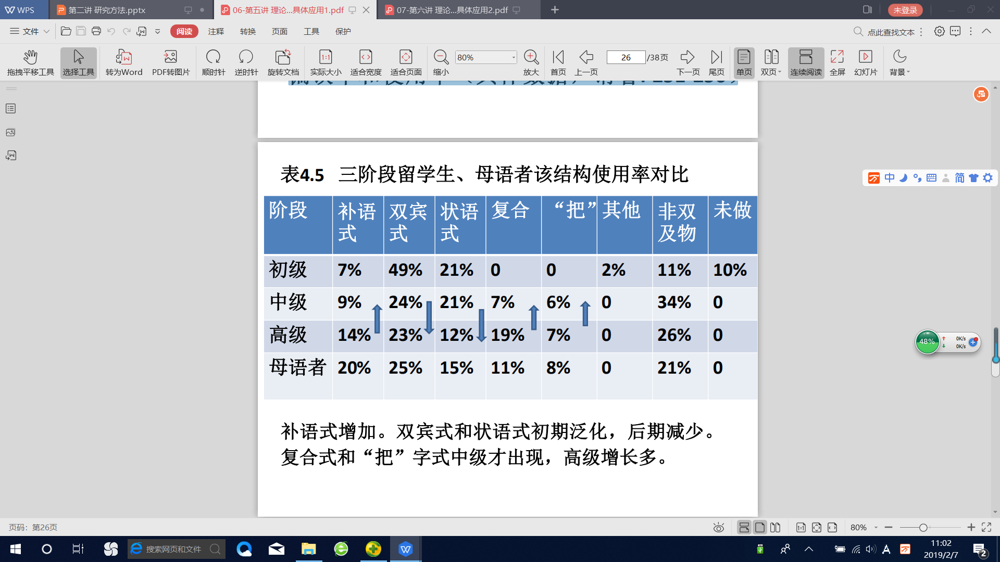 WPS 第二讲 研究方法.pptx 06-第五讲 理论...具体应用1.pdf 07-第六讲 理论...具体应用2.pdf 未登录
文件 阅读 注释 转换 页面 工具 保护 点此查找文本
80% 26 /38页
拖拽平移工具 选择工具 转为Word PDF转图片 顺时针 逆时针 旋转文档 实际大小 适合宽度 适合页面 缩小 放大 首页 上一页 下一页 尾页 单页 双页 连续阅读 全屏 幻灯片 背景
表4.5 三阶段留学生、母语者该结构使用率对比
中 简
阶段 补语式 双宾式 状语式 复合 “把” 其他 非双及物 未做
初级 7% 49% 21% 0 0 2% 11% 10%
中级 9% 24% 21% 7% 6% 0 34% 0
高级 14% 23% 12% 19% 7% 0 26% 0
母语者 20% 25% 15% 11% 8% 0 21% 0
48% 0K/s
0K/s
补语式增加。双宾式和状语式初期泛化，后期减少。
复合式和“把”字式中级才出现，高级增长多。
页码：第26页 80%
搜索网页和文件
11:02
2019/2/7
2